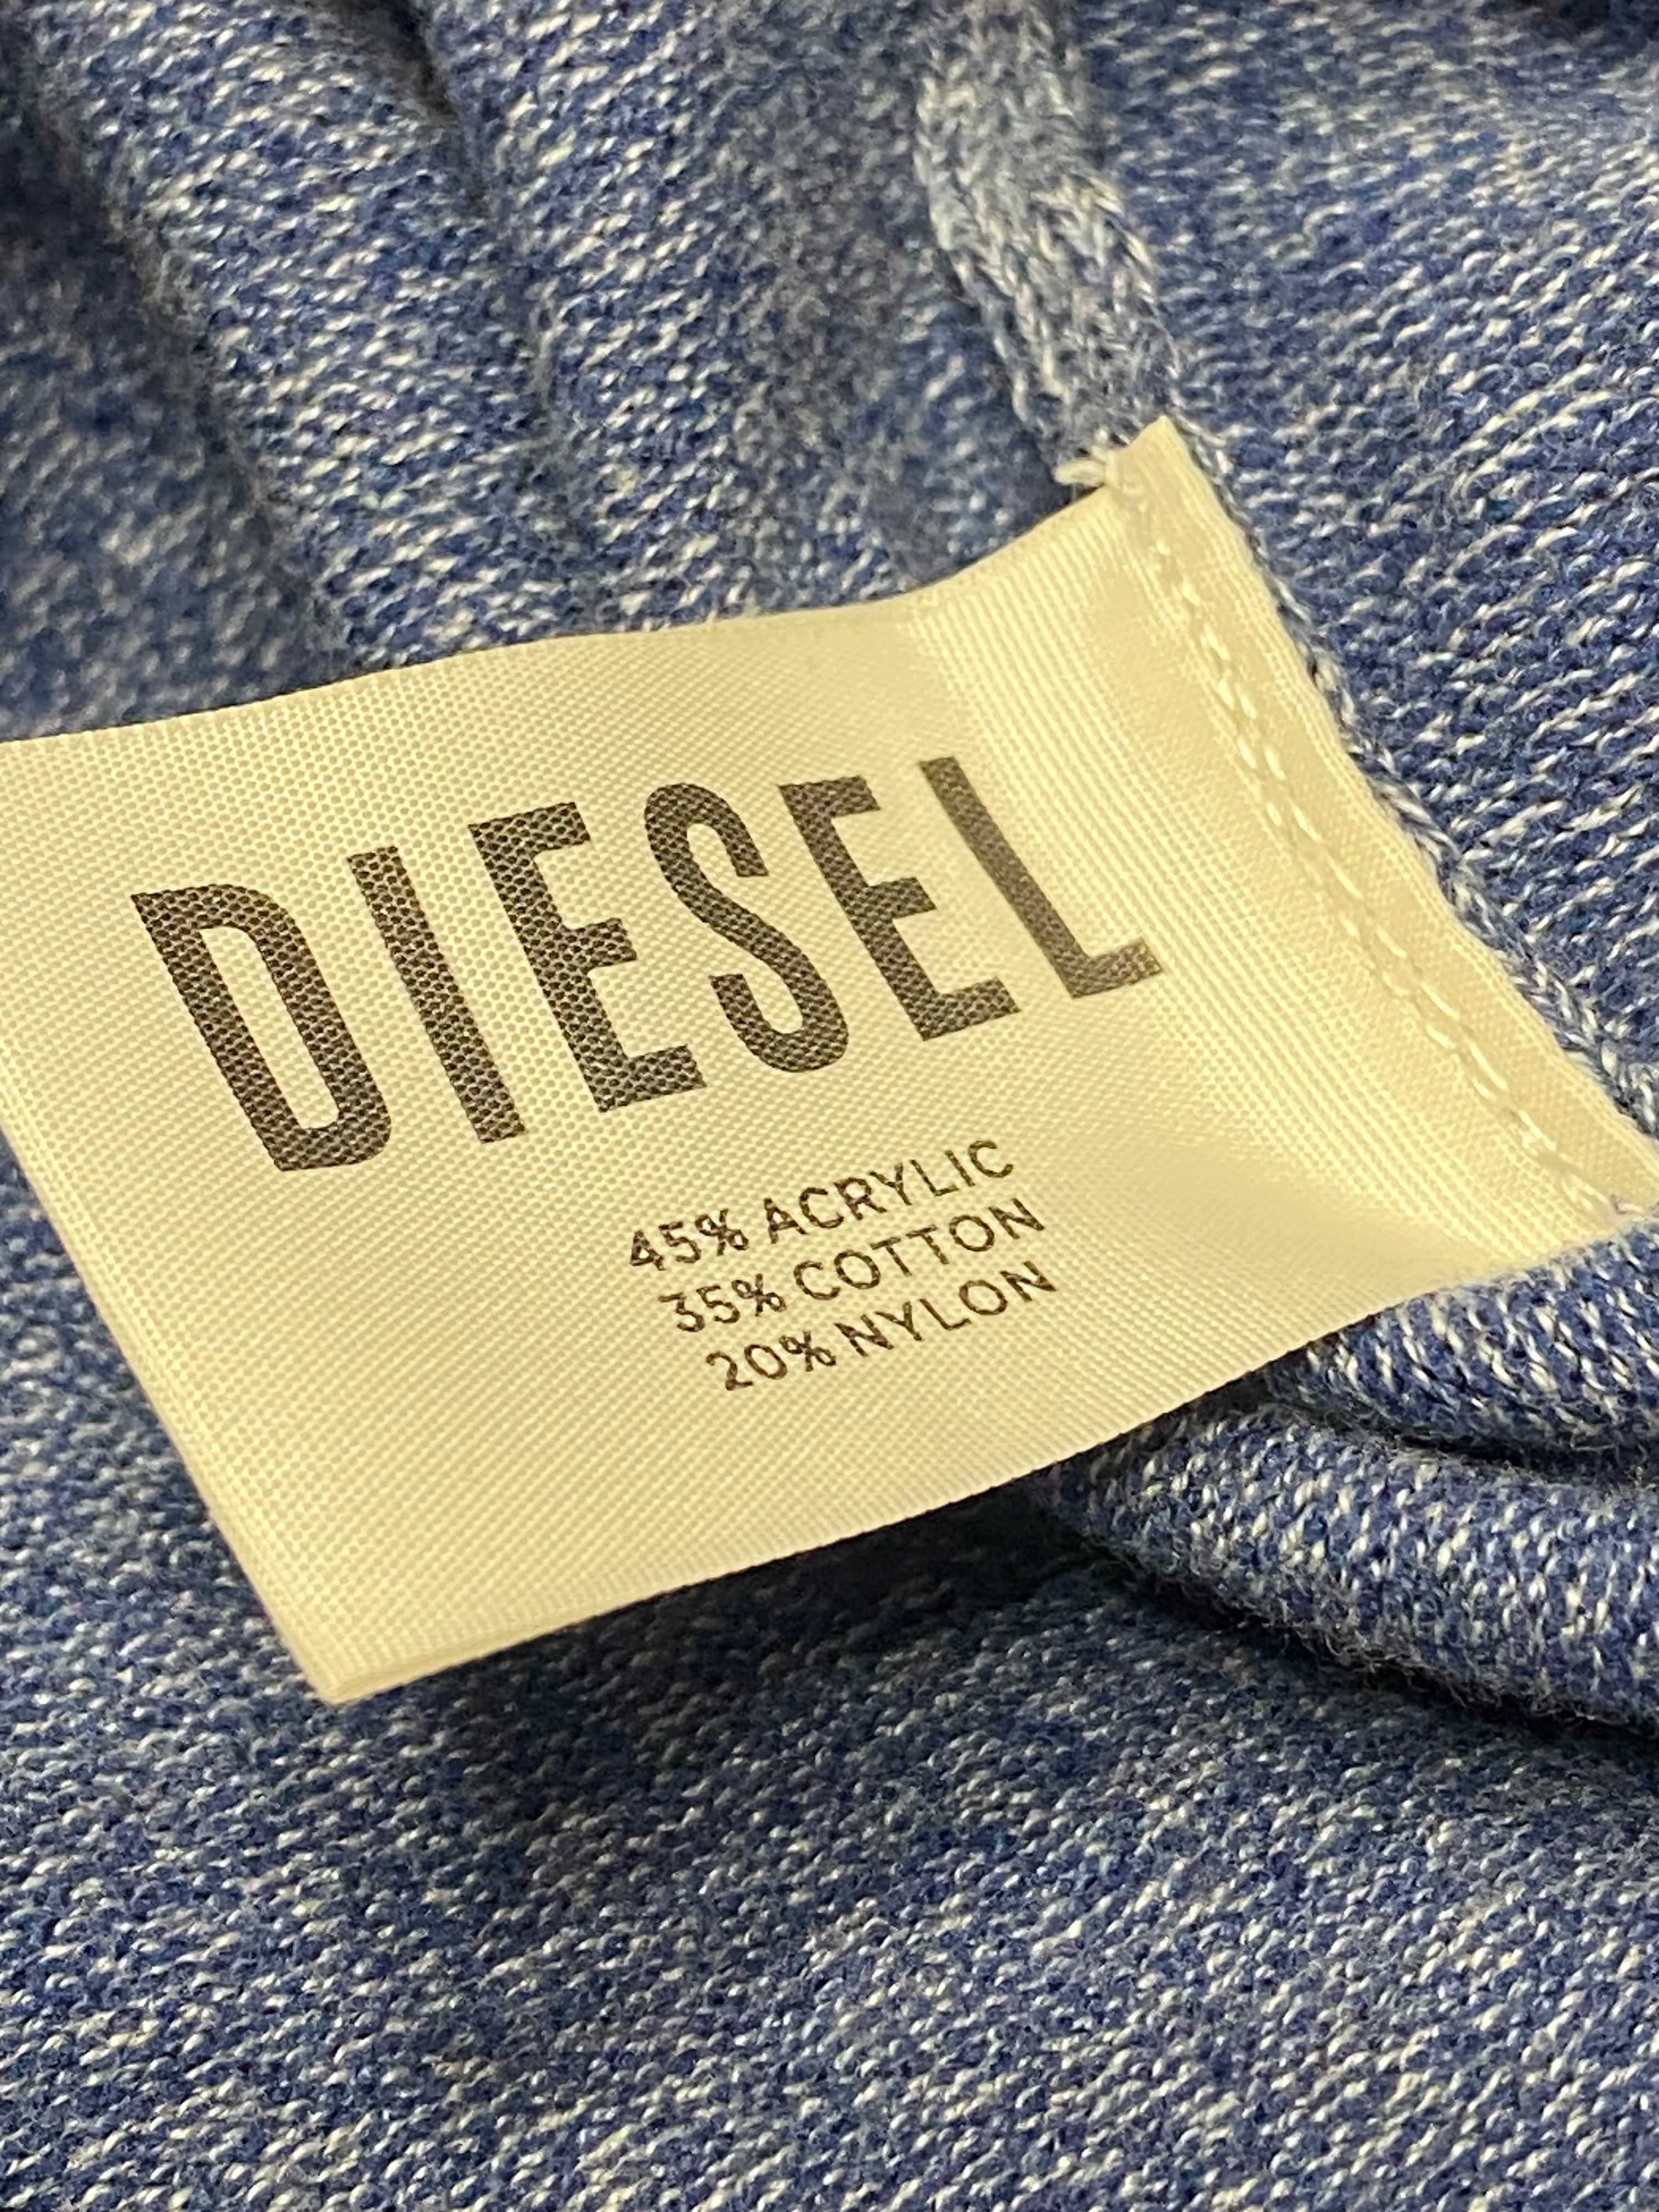 DIESEL
45% ACRYLIC
35% COTTON
20% NYLON